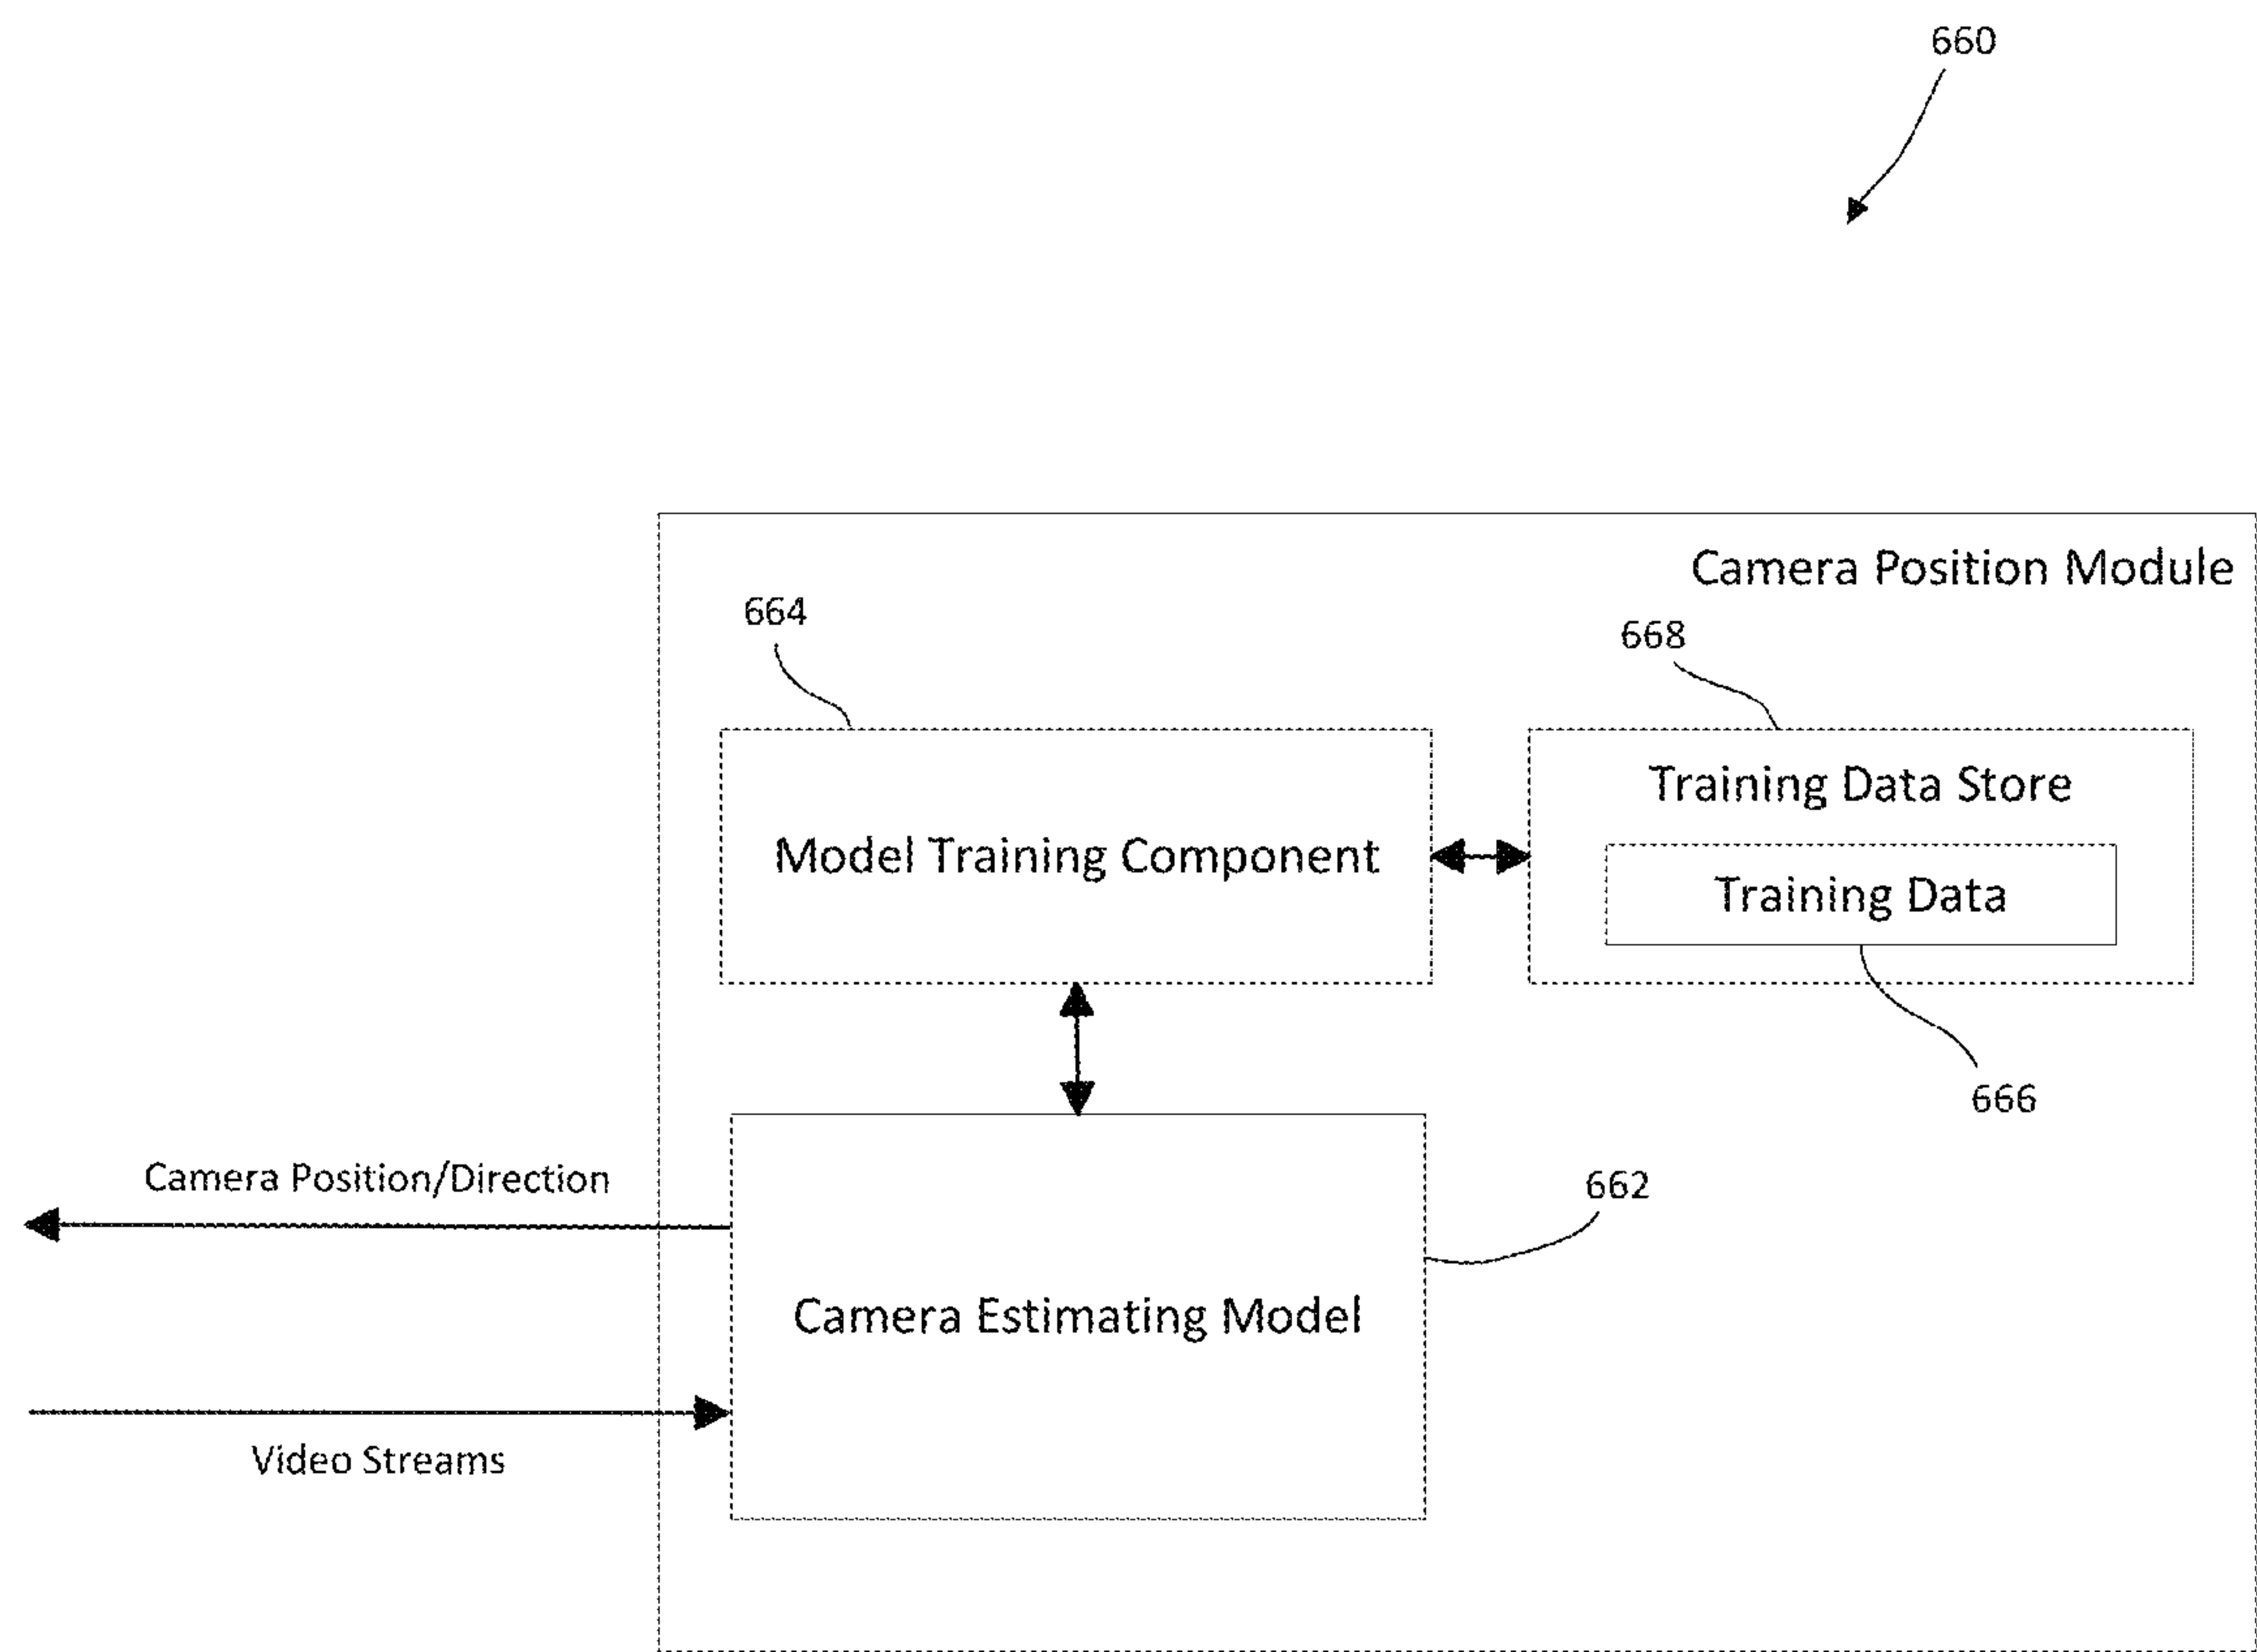 660
Camera Position Module
664
668
Training Data Store
Model Training Component
Training Data
666
Camera Position/Direction
662
Camera Estimating Model
Video Streams